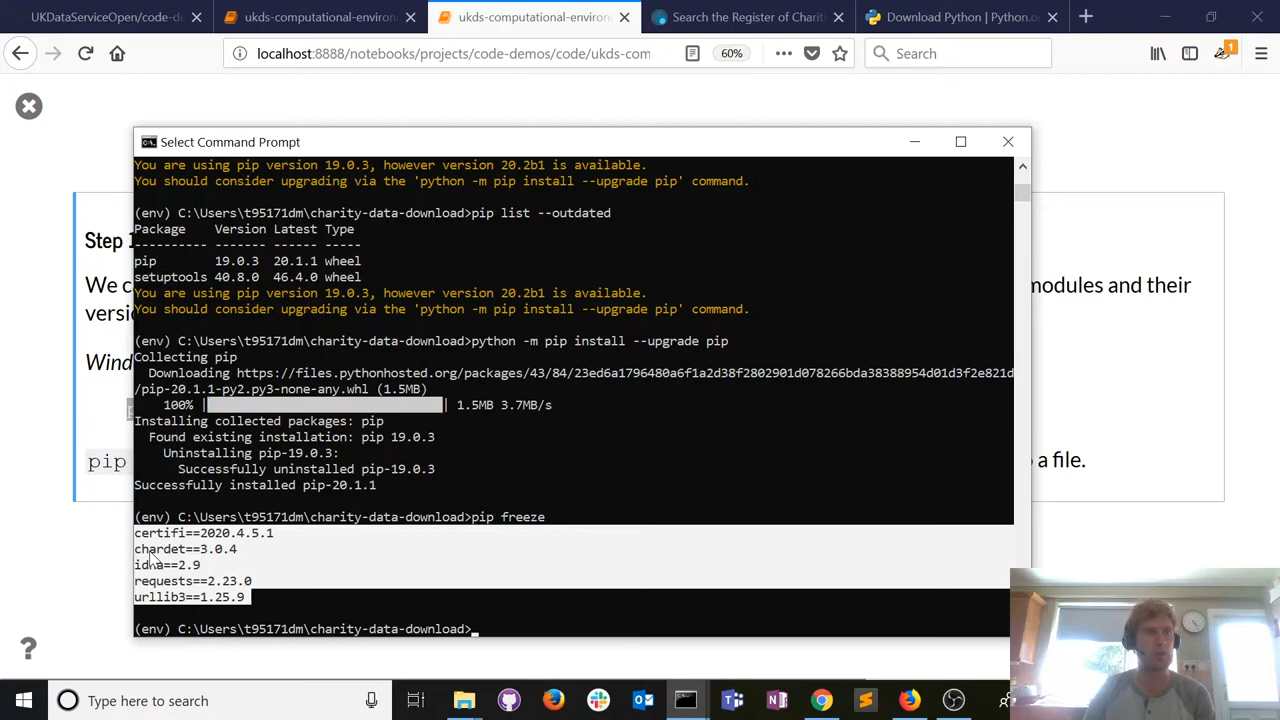 UKDataServiceOpen/code-d
ukds-computational-environ
ukds-computational-environ
Search the Register of Chariti
Download Python | Python.o
localhost:8888/notebooks/projects/code-demos/code/ukds-com
60%
Search
1
Select Command Prompt
You are using pip version 19.0.3, however version 20.2b1 is available.
You should consider upgrading via the 'python -m pip install --upgrade pip' command.
(env) C:\Users\t95171dm\charity-data-download>pip list --outdated
Package    Version Latest Type
---------- ------- ------ -----
pip        19.0.3  20.1.1 wheel
setuptools 40.8.0  46.4.0 wheel
You are using pip version 19.0.3, however version 20.2b1 is available.
You should consider upgrading via the 'python -m pip install --upgrade pip' command.
(env) C:\Users\t95171dm\charity-data-download>python -m pip install --upgrade pip
Collecting pip
Downloading https://files.pythonhosted.org/packages/43/84/23ed6a1796480a6f1a2d38f2802901d078266bda38388954d01d3f2e821d
/pip-20.1.1-py2.py3-none-any.whl (1.5MB)
100% | | 1.5MB 3.7MB/s
Installing collected packages: pip
Found existing installation: pip 19.0.3
Uninstalling pip-19.0.3:
Successfully uninstalled pip-19.0.3
Successfully installed pip-20.1.1
(env) C:\Users\t95171dm\charity-data-download>pip freeze
certifi==2020.4.5.1
chardet==3.0.4
idna==2.9
requests==2.23.0
urllib3==1.25.9
(env) C:\Users\t95171dm\charity-data-download>
Step 1
We c
modules and their
versi
Wind
pip
a file.
Type here to search